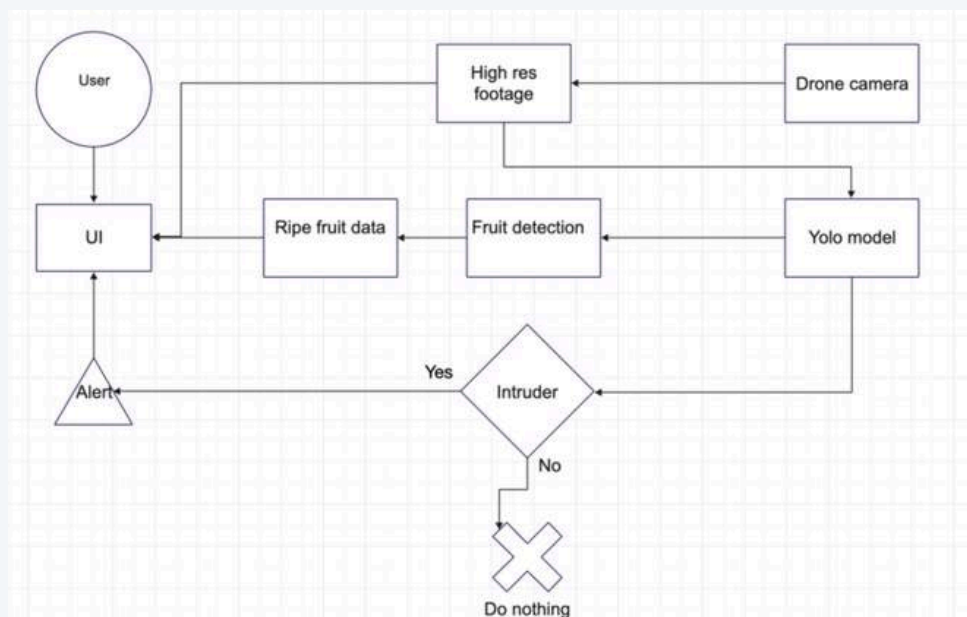 User
High res
footage
Drone camera
UI
Ripe fruit data
Fruit detection
Yolo model
Yes
Intruder
Alert
No
Do nothing